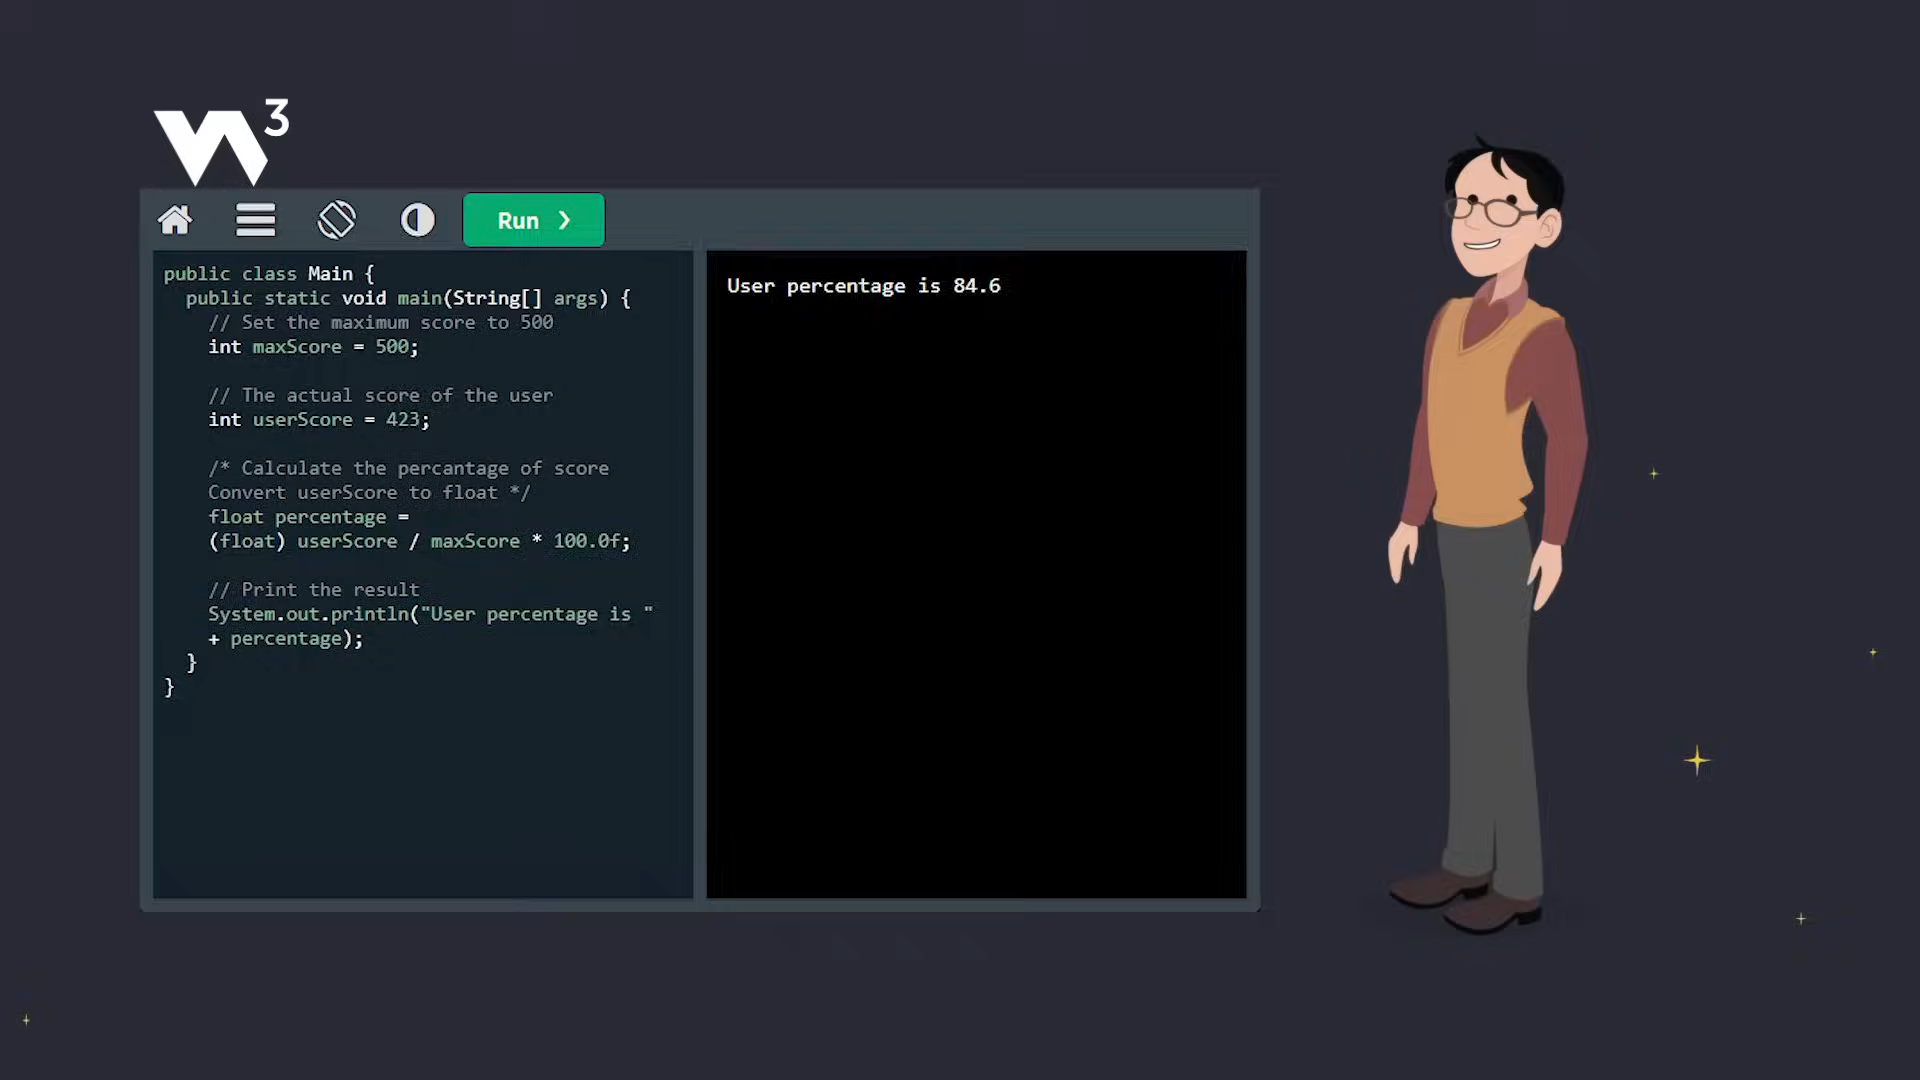 3
Run ❯
public class Main {
public static void main(String[] args) {
// Set the maximum score to 500
int maxScore = 500;
// The actual score of the user
int userScore = 423;
/* Calculate the percantage of score
Convert userScore to float */
float percentage =
(float) userScore / maxScore * 100.0f;
// Print the result
System.out.println("User percentage is "
+ percentage);
}
}
User percentage is 84.6